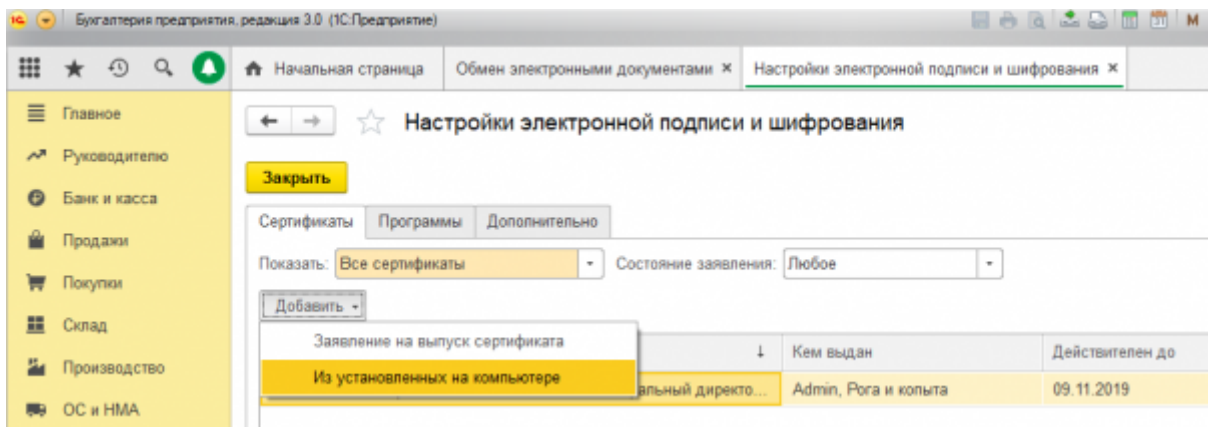 1С Бухгалтерия предприятия, редакция 3.0 (1С:Предприятие) M
Начальная страница Обмен электронными документами × Настройки электронной подписи и шифрования ×
Главное
Настройки электронной подписи и шифрования
Руководителю
Закрыть
Банк и касса
Сертификаты Программы Дополнительно
Продажи
Показать: Все сертификаты Состояние заявления: Любое
Покупки
Добавить
Склад
Заявление на выпуск сертификата
↓ Кем выдан Действителен до
Производство
Из установленных на компьютере
альный директо... Admin, Рога и копыта 09.11.2019
ОС и НМА